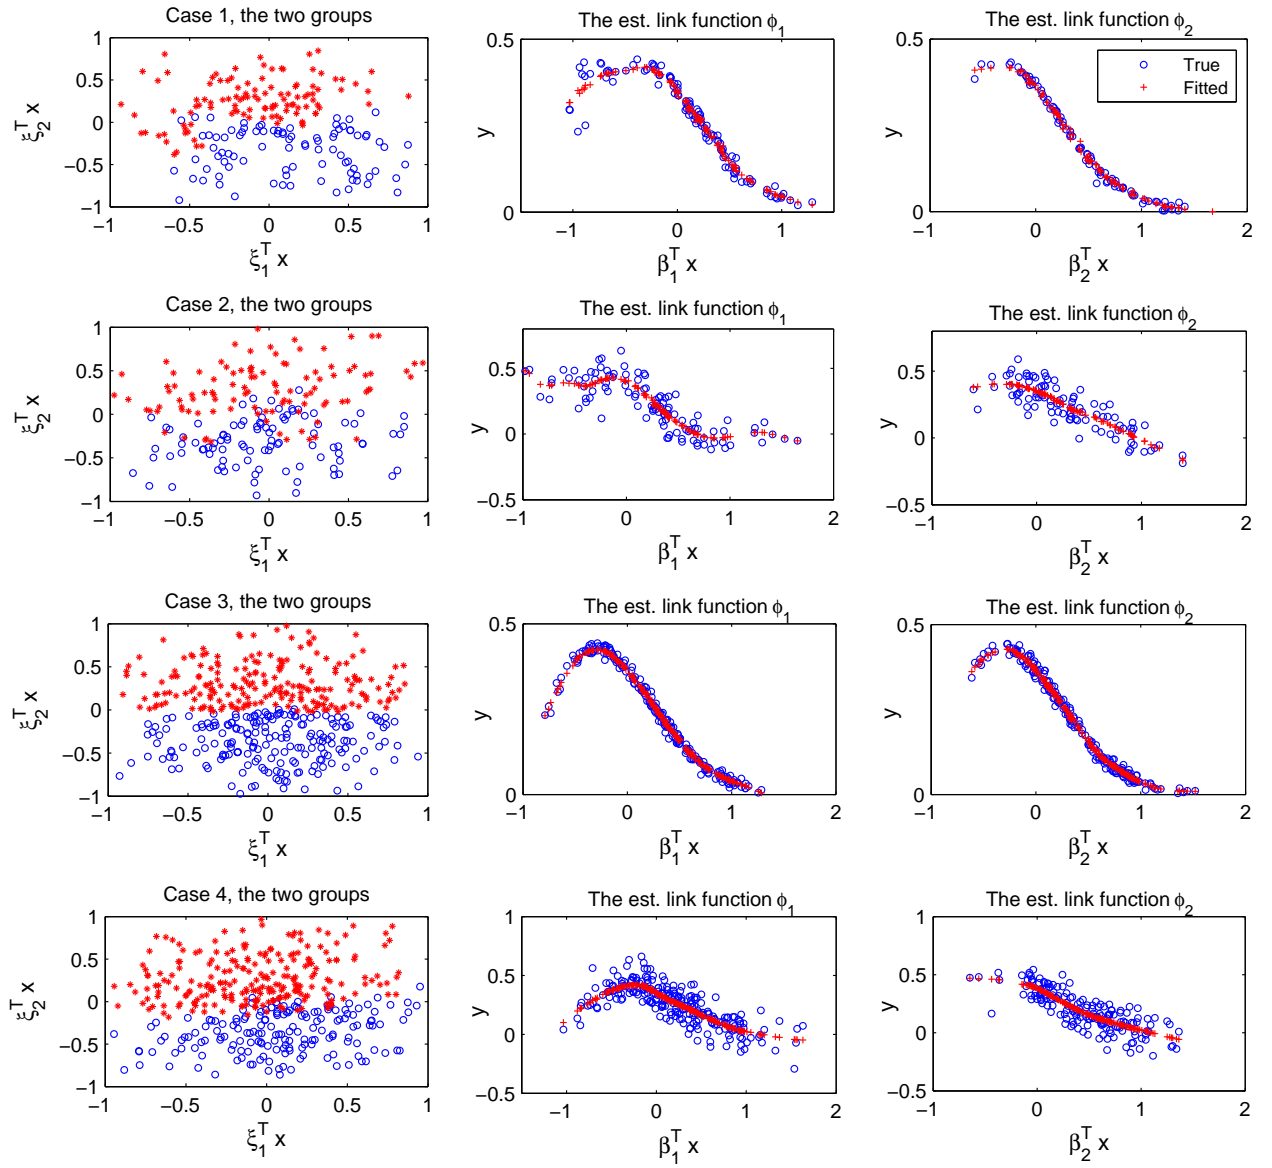 Case 1, the two groups
1
0.5
0
−0.5
−1
−1
−0.5
0
0.5
1
ξ₂ᵀ x
ξ₁ᵀ x
The est. link function ϕ₁
0.5
0
−1
0
1
2
y
β₁ᵀ x
The est. link function ϕ₂
0.5
0
−1
0
1
2
y
β₂ᵀ x
True
Fitted
Case 2, the two groups
1
0.5
0
−0.5
−1
−1
−0.5
0
0.5
1
ξ₂ᵀ x
ξ₁ᵀ x
The est. link function ϕ₁
1
0.5
0
−0.5
−1
0
1
2
y
β₁ᵀ x
The est. link function ϕ₂
1
0.5
0
−0.5
−1
0
1
2
y
β₂ᵀ x
Case 3, the two groups
1
0.5
0
−0.5
−1
−1
−0.5
0
0.5
1
ξ₂ᵀ x
ξ₁ᵀ x
The est. link function ϕ₁
0.5
0
−1
0
1
2
y
β₁ᵀ x
The est. link function ϕ₂
0.5
0
−1
0
1
2
y
β₂ᵀ x
Case 4, the two groups
1
0.5
0
−0.5
−1
−1
−0.5
0
0.5
1
ξ₂ᵀ x
ξ₁ᵀ x
The est. link function ϕ₁
1
0.5
0
−0.5
−1
0
1
2
y
β₁ᵀ x
The est. link function ϕ₂
1
0.5
0
−0.5
−1
0
1
2
y
β₂ᵀ x